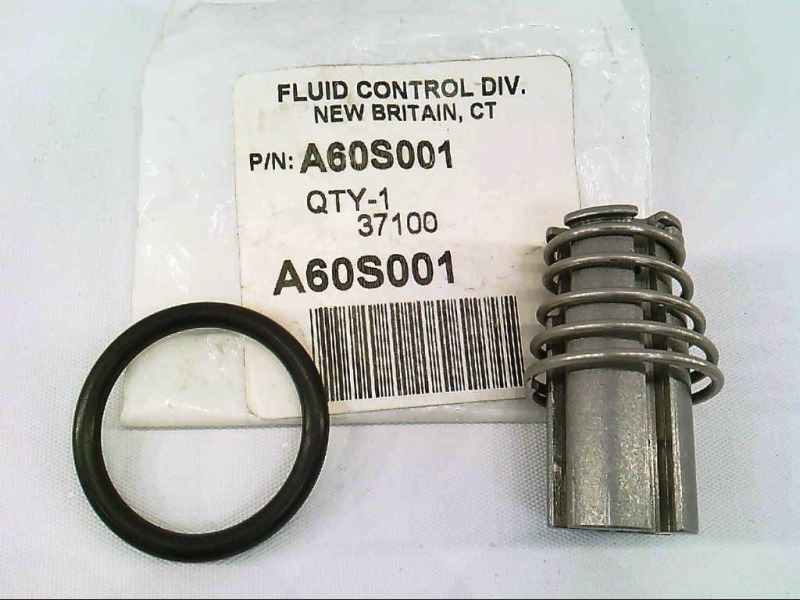 FLUID CONTROL DIV.
NEW BRITAIN, CT
P/N: A60S001
QTY-1
37100
A60S001